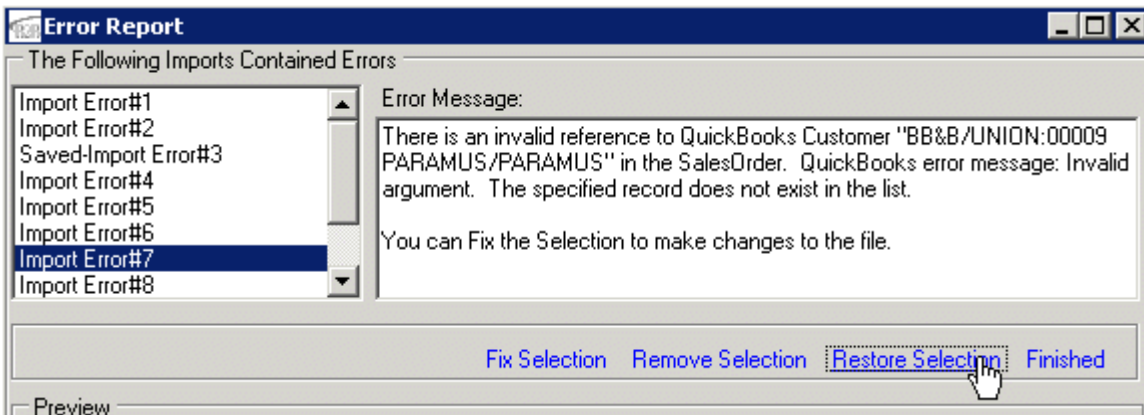 Error Report
The Following Imports Contained Errors
Import Error#1
Import Error#2
Saved-Import Error#3
Import Error#4
Import Error#5
Import Error#6
Import Error#7
Import Error#8
Error Message:
There is an invalid reference to QuickBooks Customer "BB&B/UNION:00009
PARAMUS/PARAMUS" in the SalesOrder.  QuickBooks error message: Invalid
argument.  The specified record does not exist in the list.
You can Fix the Selection to make changes to the file.
Fix Selection Remove Selection Restore Selection Finished
Preview